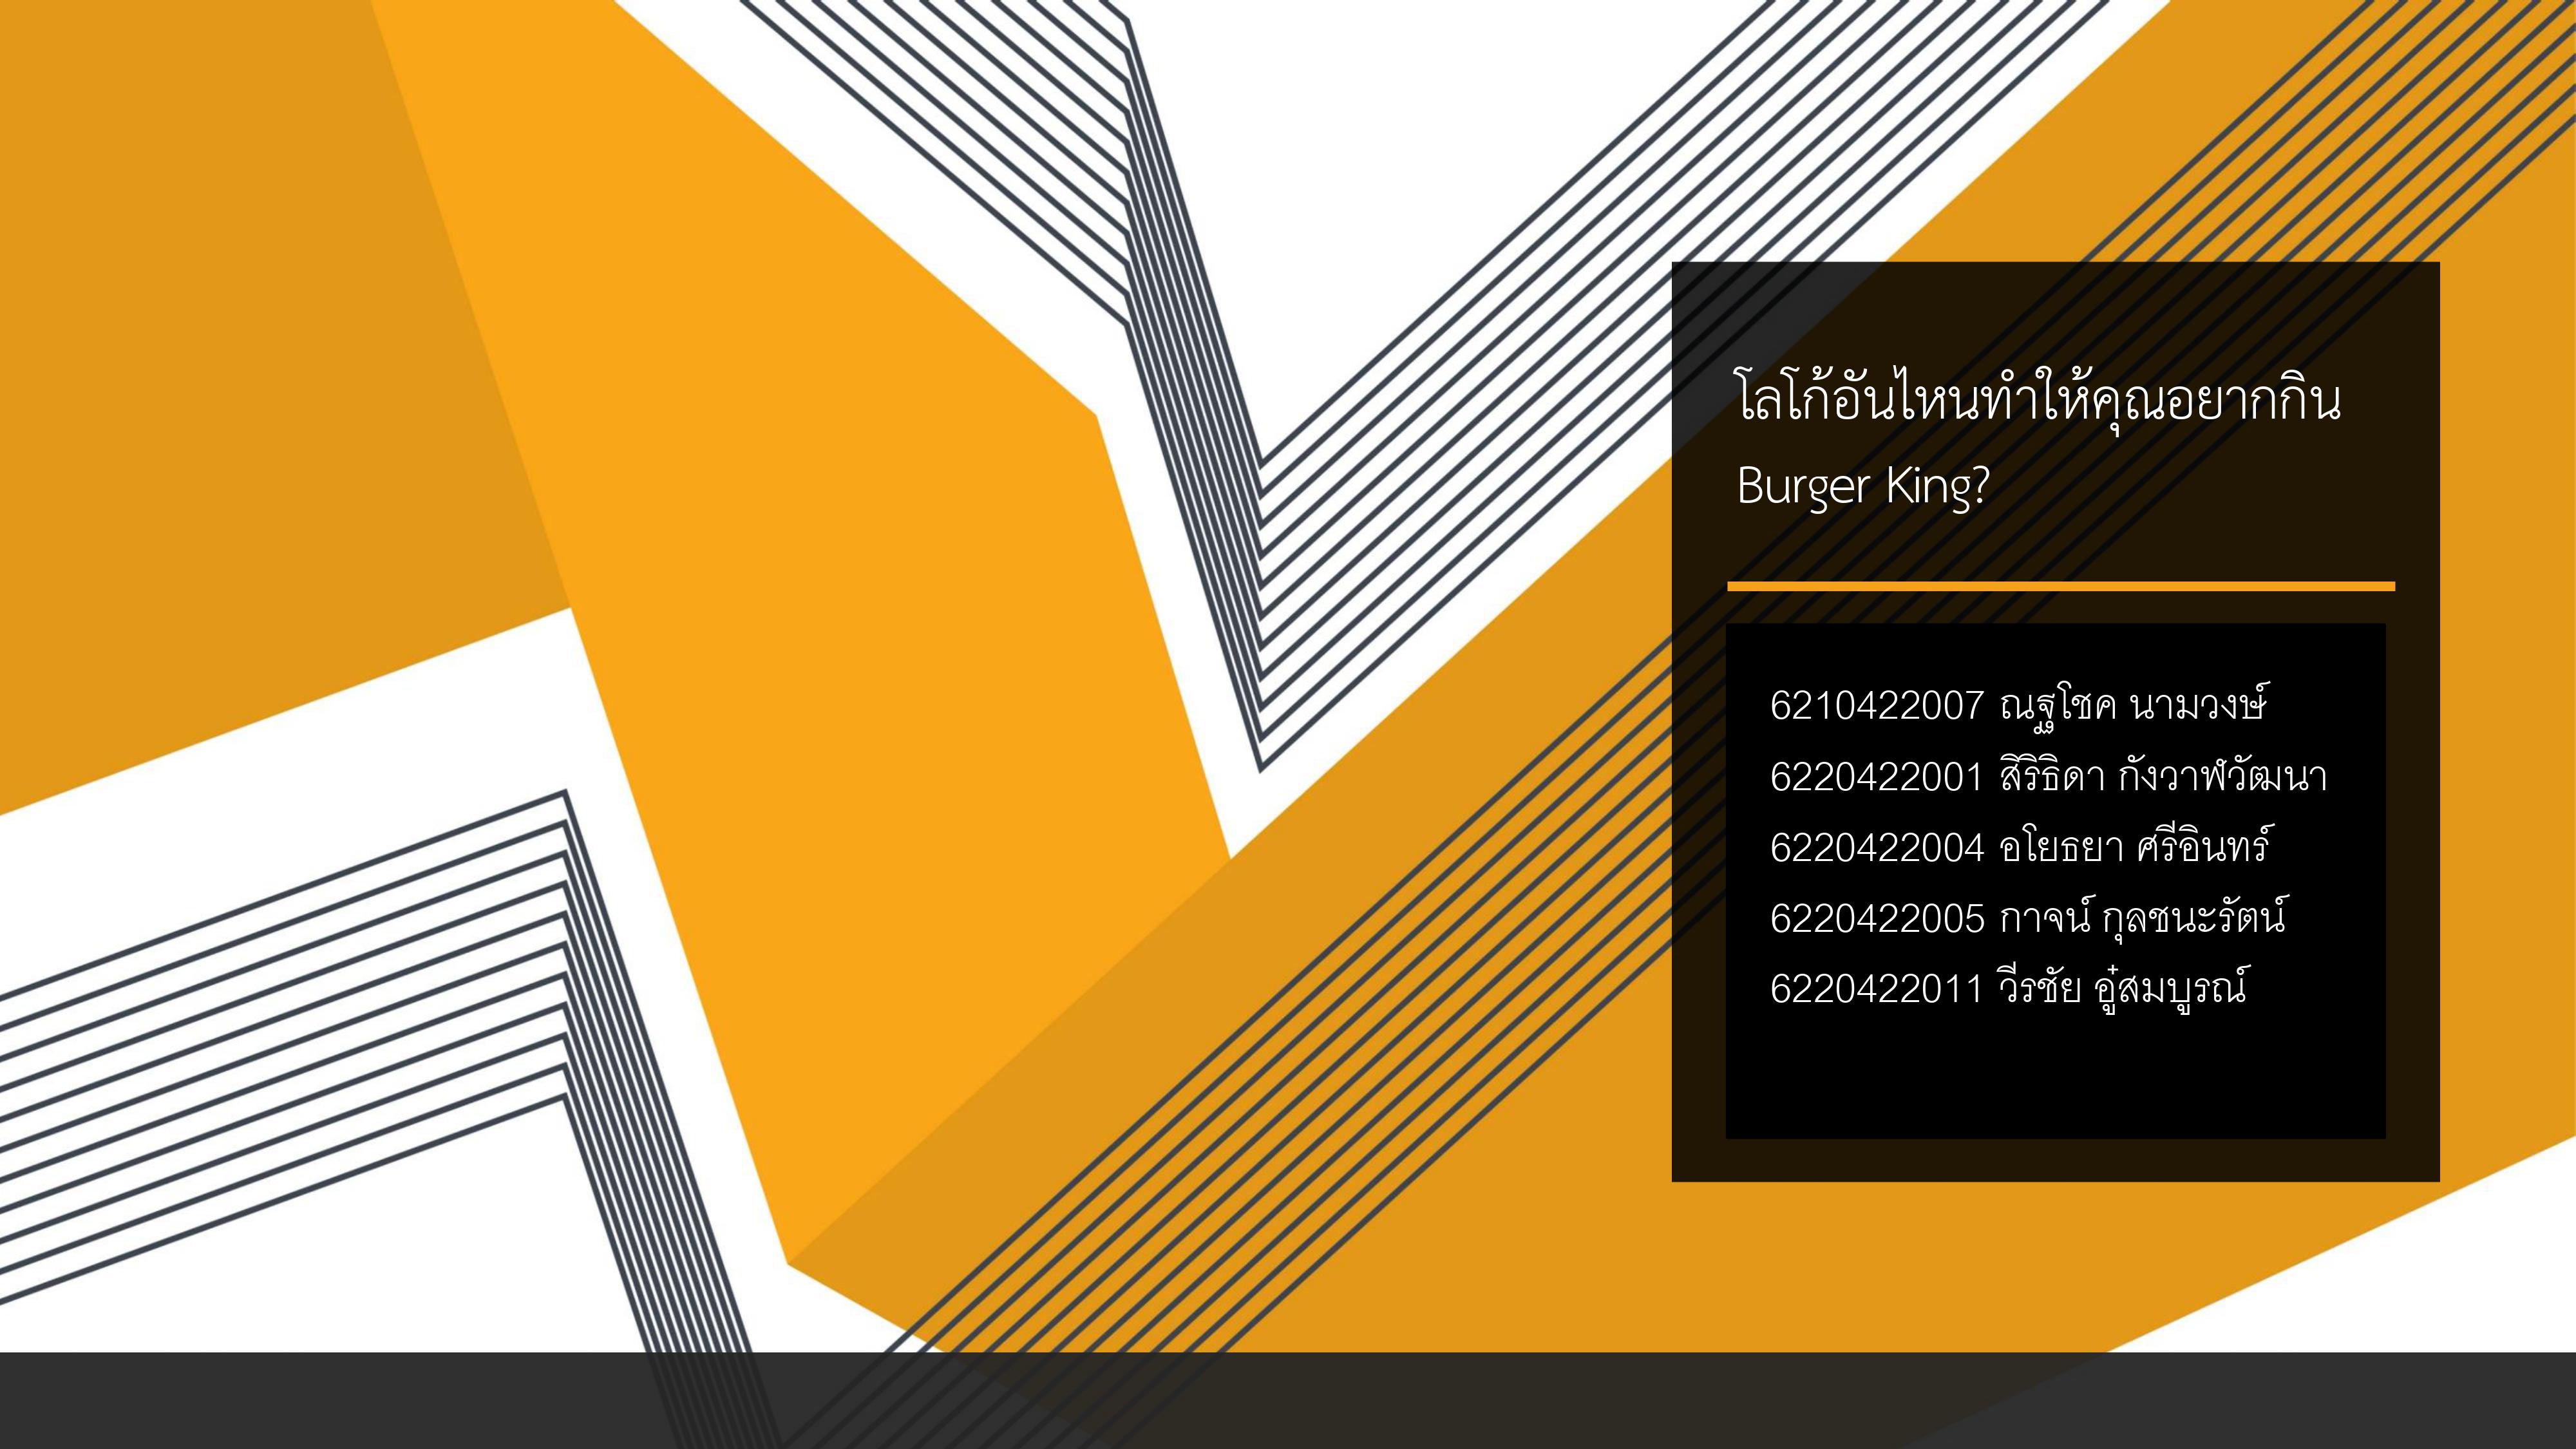 โลโก้อันไหนทำให้คุณอยากกิน
Burger King?
6210422007 ณฐโชค นามวงษ์
6220422001 สิริธิดา กังวาฬวัฒนา
6220422004 อโยธยา ศรีอินทร์
6220422005 กาจน์ กุลชนะรัตน์
6220422011 วีรชัย อู๋สมบูรณ์